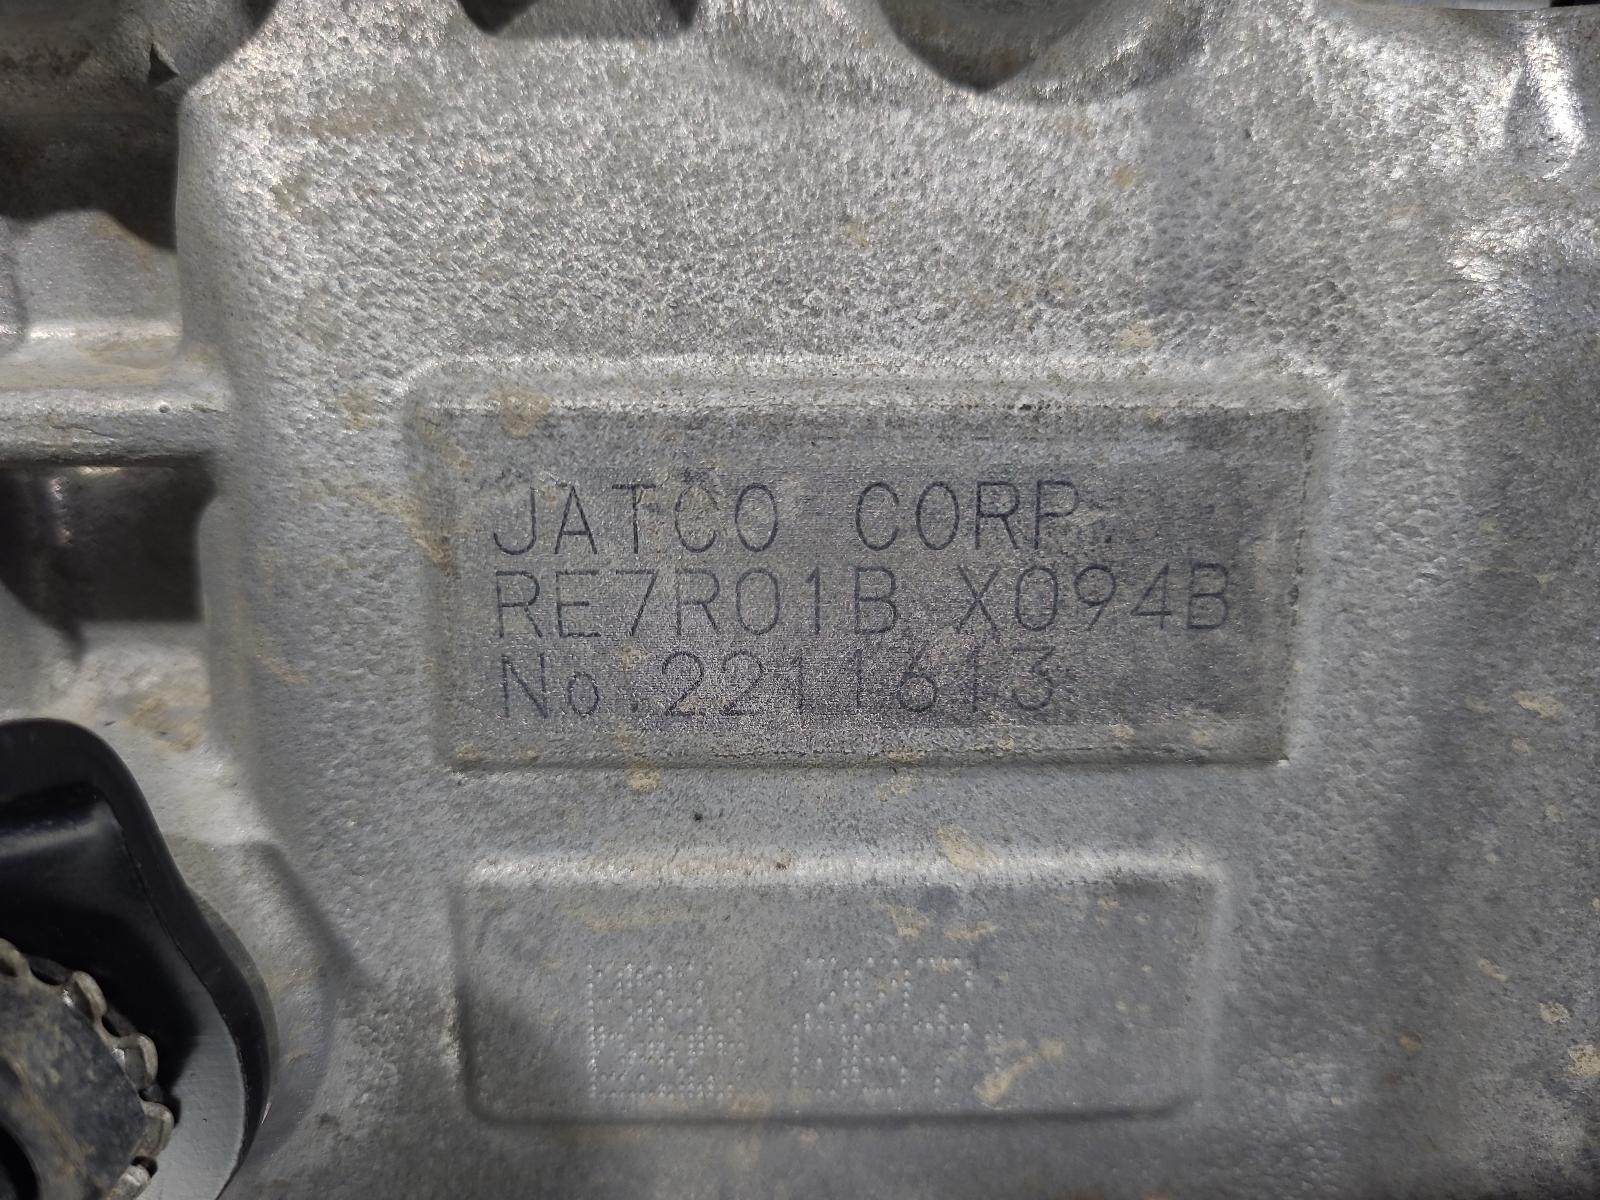 JATCO CORP.
RE7R01B X094B
No.2211613